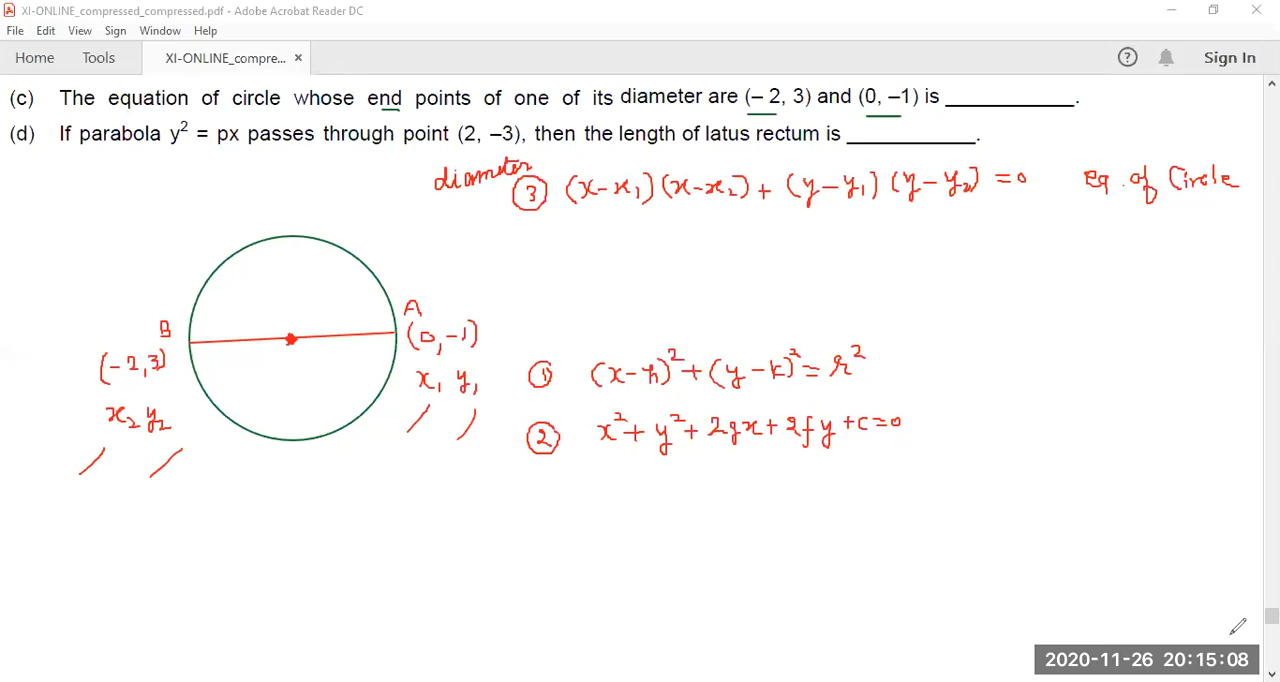 XI-ONLINE_compressed_compressed.pdf - Adobe Acrobat Reader DC
File Edit View Sign Window Help
Home Tools XI-ONLINE_compre... × Sign In
(c) The equation of circle whose end points of one of its diameter are (– 2, 3) and (0, –1) is ___________.
(d) If parabola y² = px passes through point (2, –3), then the length of latus rectum is ___________.
diameter ③ (x-x₁)(x-x₂) + (y-y₁)(y-y₂) = 0 Eq. of Circle
B A
(-2,3) (0,-1)
x₂ y₂ x₁ y₁
① (x-h)² + (y-k)² = r²
② x² + y² + 2gx + 2fy + c = 0
2020-11-26 20:15:08